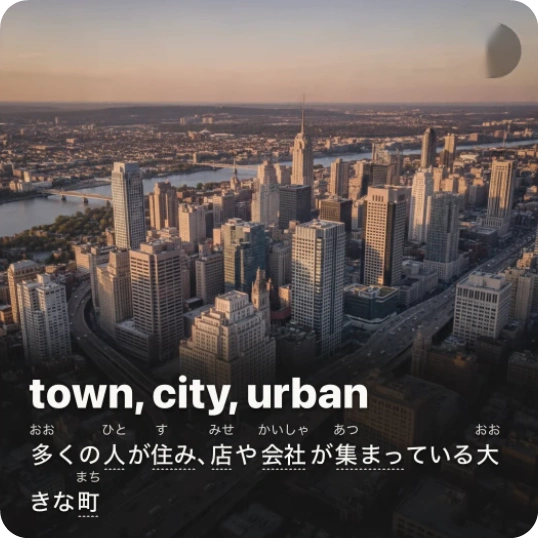 town, city, urban
おお ひと す みせ かいしゃ あつ おお
多くの人が住み、店や会社が集まっている大
まち
きな町